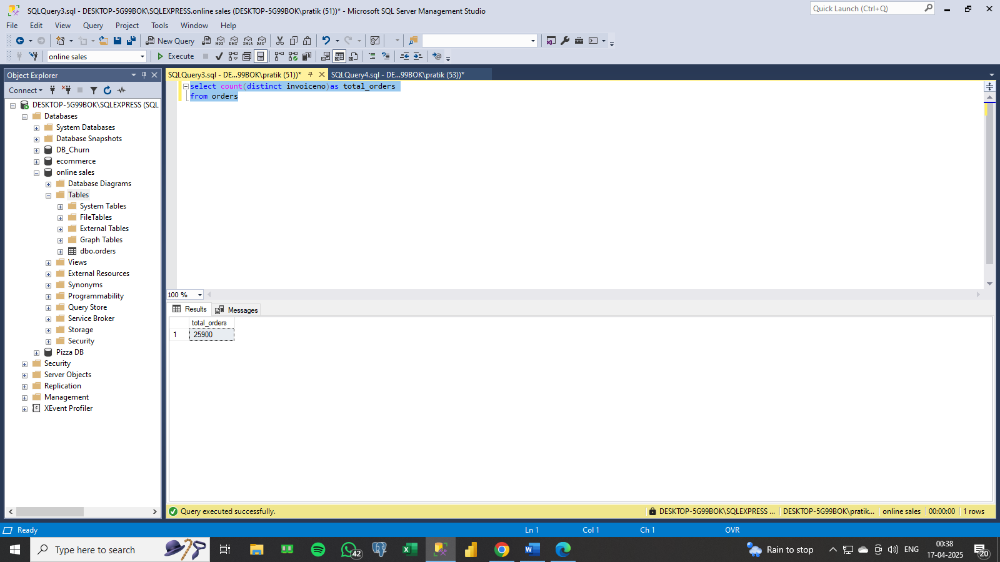 SQLQuery3.sql - DESKTOP-5G99BOK\SQLEXPRESS.online sales (DESKTOP-5G99BOK\pratik (51))* - Microsoft SQL Server Management Studio
Quick Launch (Ctrl+Q)
File Edit View Query Project Tools Window Help
New Query
MDX DMX XMLA DAX
online sales
Execute
Object Explorer
SQLQuery3.sql - DE...99BOK\pratik (51))*
SQLQuery4.sql - DE...99BOK\pratik (53))*
Connect
select count(distinct invoiceno)as total_orders
from orders
DESKTOP-5G99BOK\SQLEXPRESS (SQL
Databases
System Databases
Database Snapshots
DB_Churn
ecommerce
online sales
Database Diagrams
Tables
System Tables
FileTables
External Tables
Graph Tables
dbo.orders
Views
External Resources
Synonyms
Programmability
Query Store
Service Broker
Storage
Security
Pizza DB
Security
Server Objects
Replication
Management
XEvent Profiler
100 %
Results Messages
total_orders
1 25900
Query executed successfully.
DESKTOP-5G99BOK\SQLEXPRESS ... DESKTOP-5G99BOK\pratik... online sales 00:00:00 1 rows
Ready Ln 1 Col 1 Ch 1 OVR
Type here to search
42
Rain to stop
ENG
00:38
17-04-2025
20